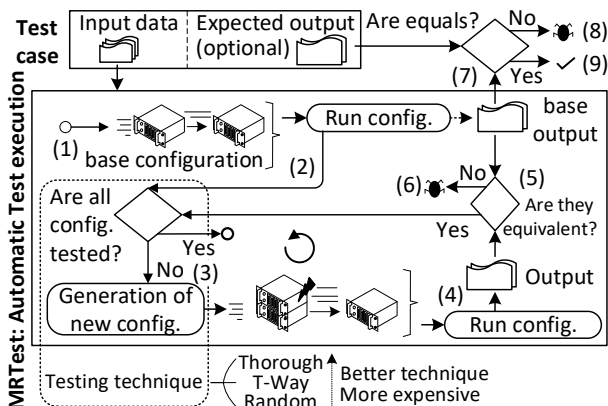 Test case
Input data
Expected output (optional)
Are equals?
No
(8)
(9)
Yes
(7)
MRTest: Automatic Test execution
(1)
base configuration
Run config.
base output
(2)
(6)
No
(5)
Are they equivalent?
Yes
Are all config. tested?
Yes
No
(3)
Generation of new config.
(4)
Output
Run config.
Testing technique
Thorough
T-Way
Random
Better technique
More expensive